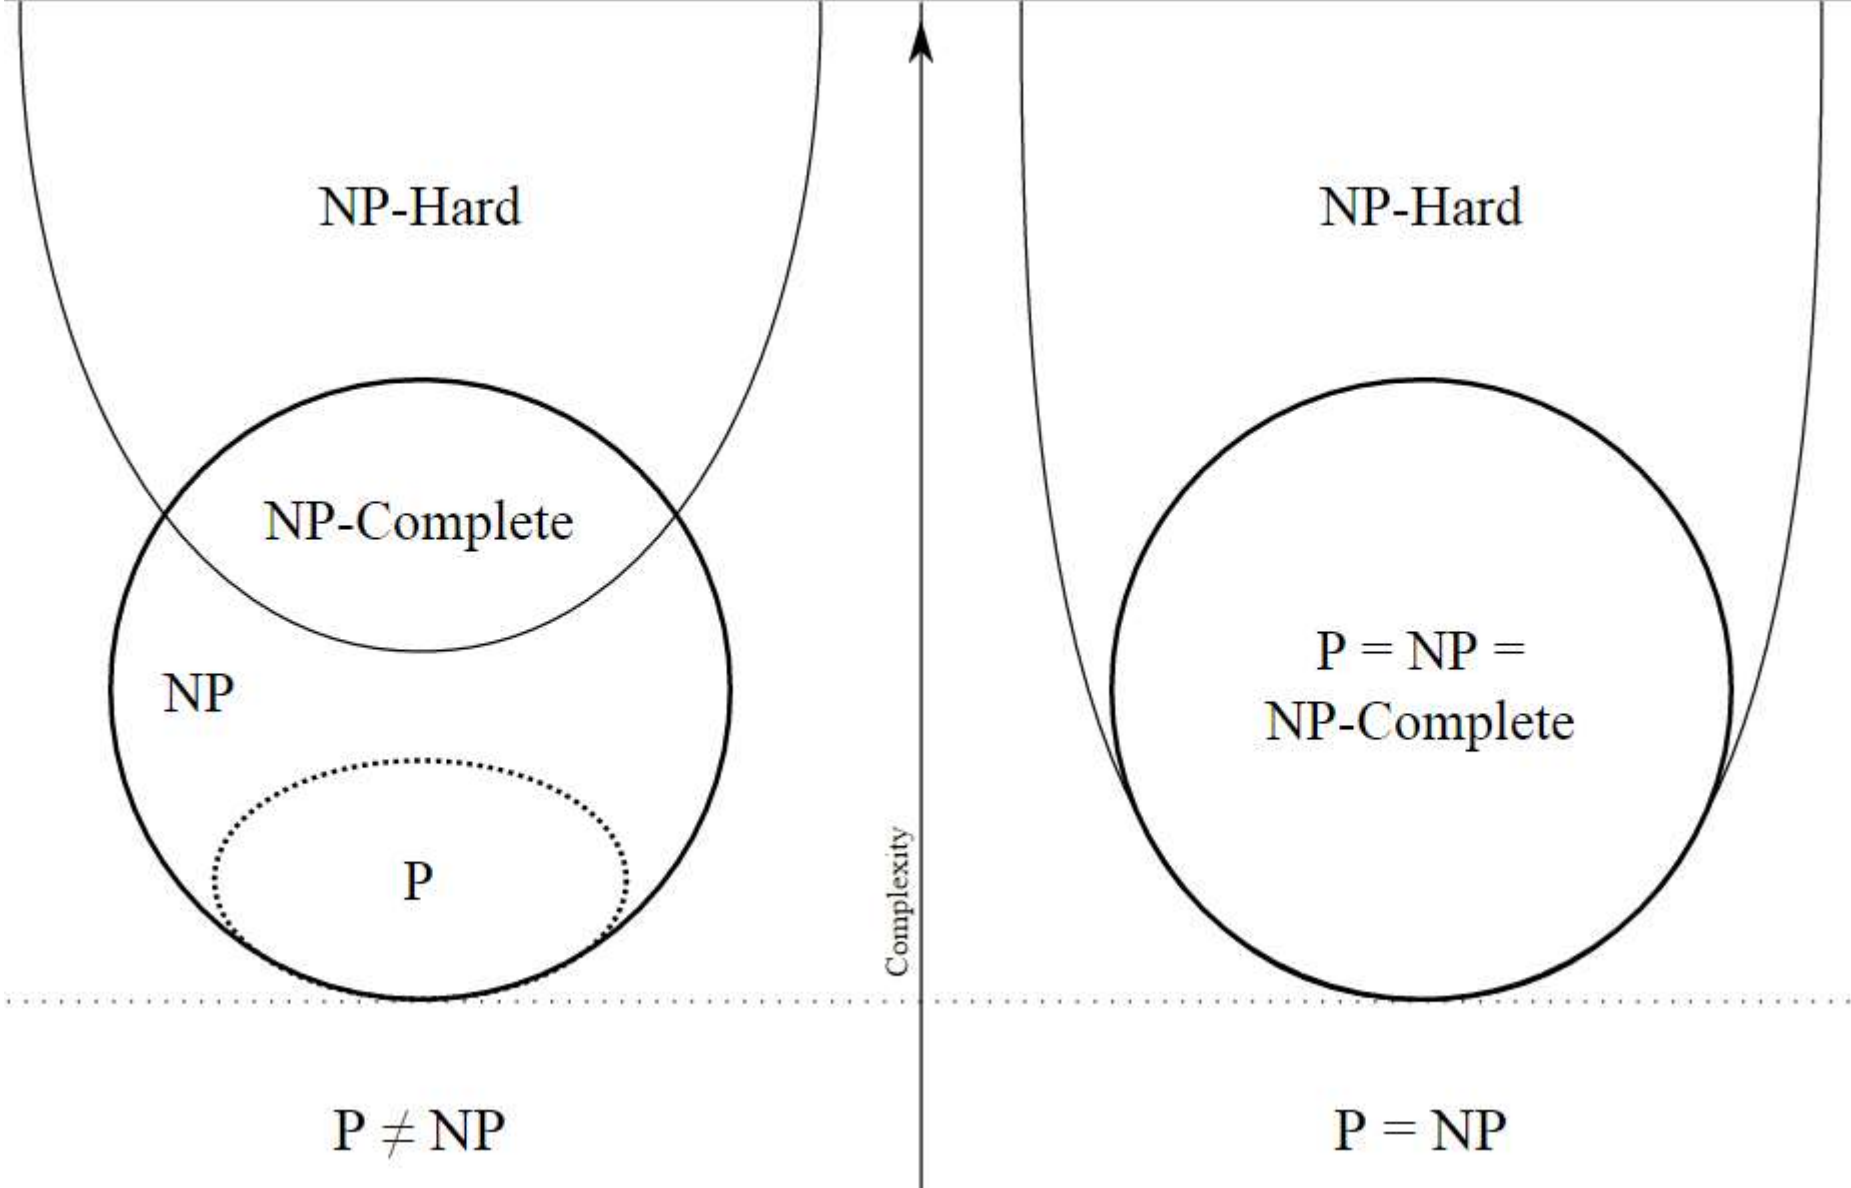 NP-Hard
NP-Complete
NP
P
P ≠ NP
Complexity
NP-Hard
P = NP =
NP-Complete
P = NP